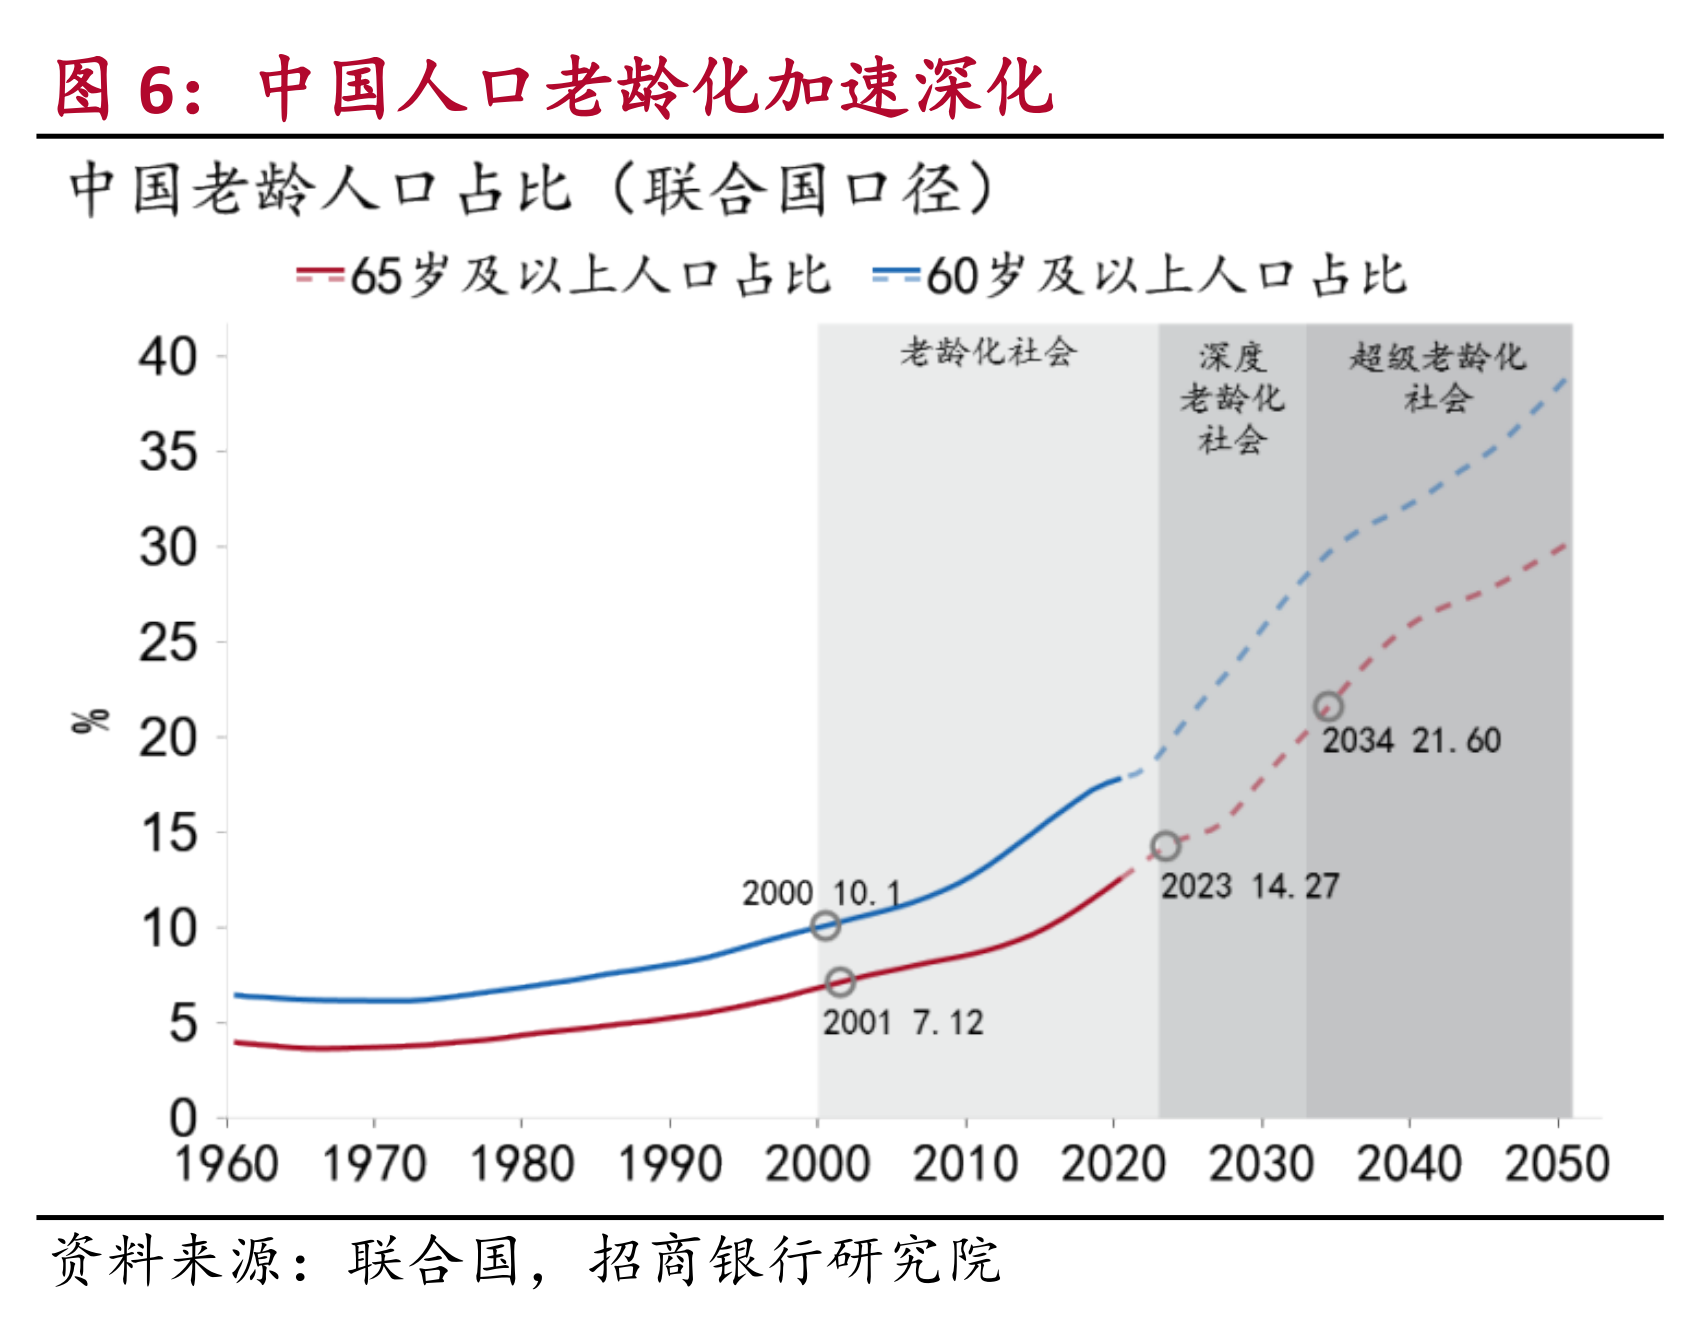 图 6：中国人口老龄化加速深化
中国老龄人口占比（联合国口径）
65岁及以上人口占比 60岁及以上人口占比
老龄化社会
深度
老龄化
社会
超级老龄化
社会
40
35
30
25
20
15
10
5
0
%
2000 10.1
2001 7.12
2023 14.27
2034 21.60
1960 1970 1980 1990 2000 2010 2020 2030 2040 2050
资料来源：联合国，招商银行研究院